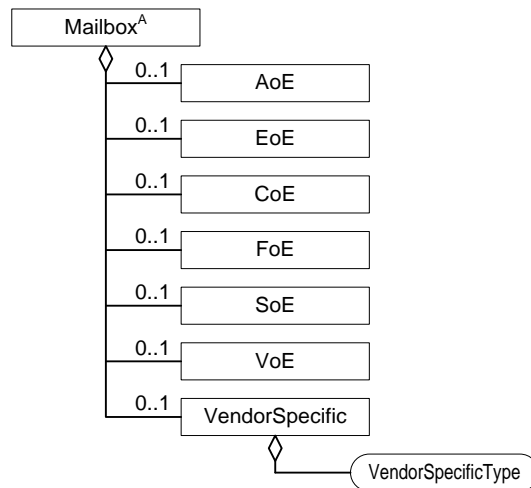 Mailbox^A
0..1 AoE
0..1 EoE
0..1 CoE
0..1 FoE
0..1 SoE
0..1 VoE
0..1 VendorSpecific
VendorSpecificType